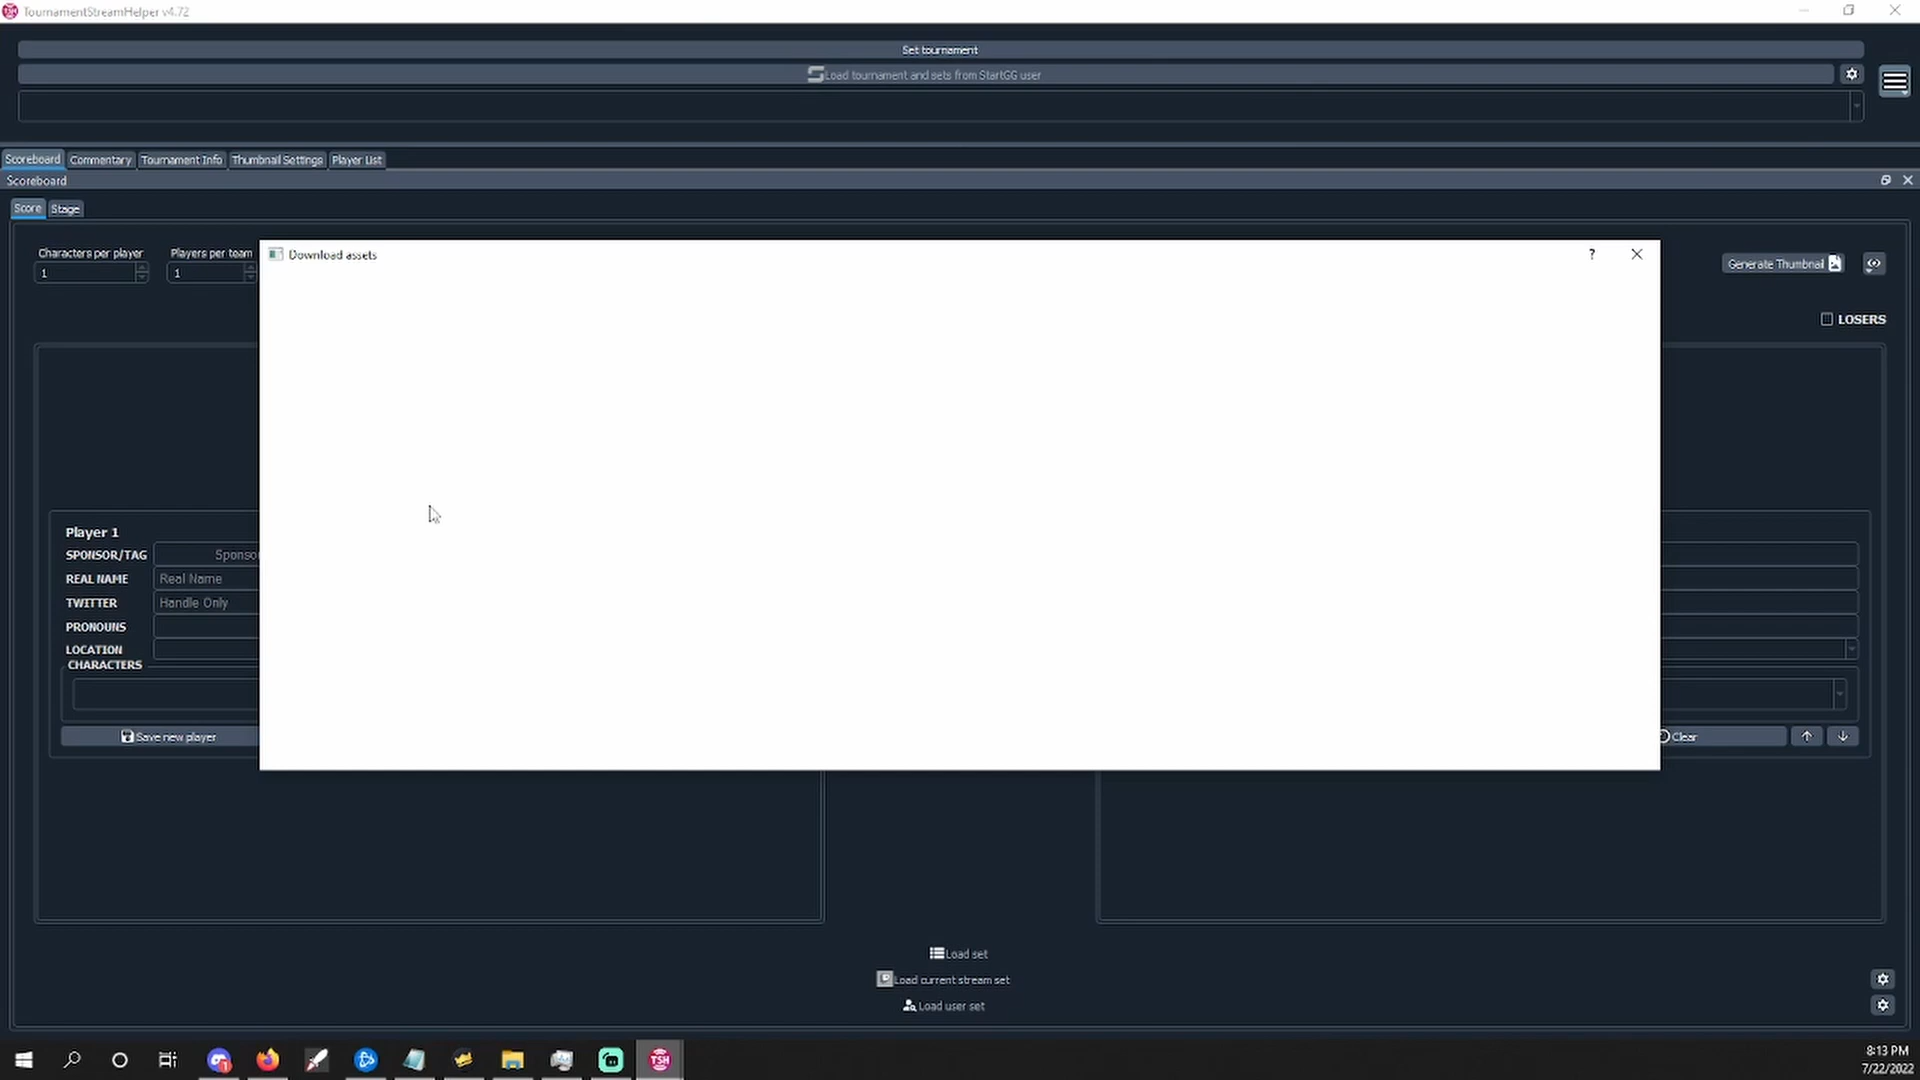 TournamentStreamHelper v4.72
Set tournament
Load tournament and sets from StartGG user
Scoreboard Commentary Tournament Info Thumbnail Settings Player List
Scoreboard
Score Stage
Characters per player Players per team
1 1
Download assets
?
Generate Thumbnail
LOSERS
Player 1
SPONSOR/TAG Sponso
REAL NAME Real Name
TWITTER Handle Only
PRONOUNS
LOCATION
CHARACTERS
Save new player
Clear
Load set
Load current stream set
Load user set
TSH
8:13 PM
7/22/2022